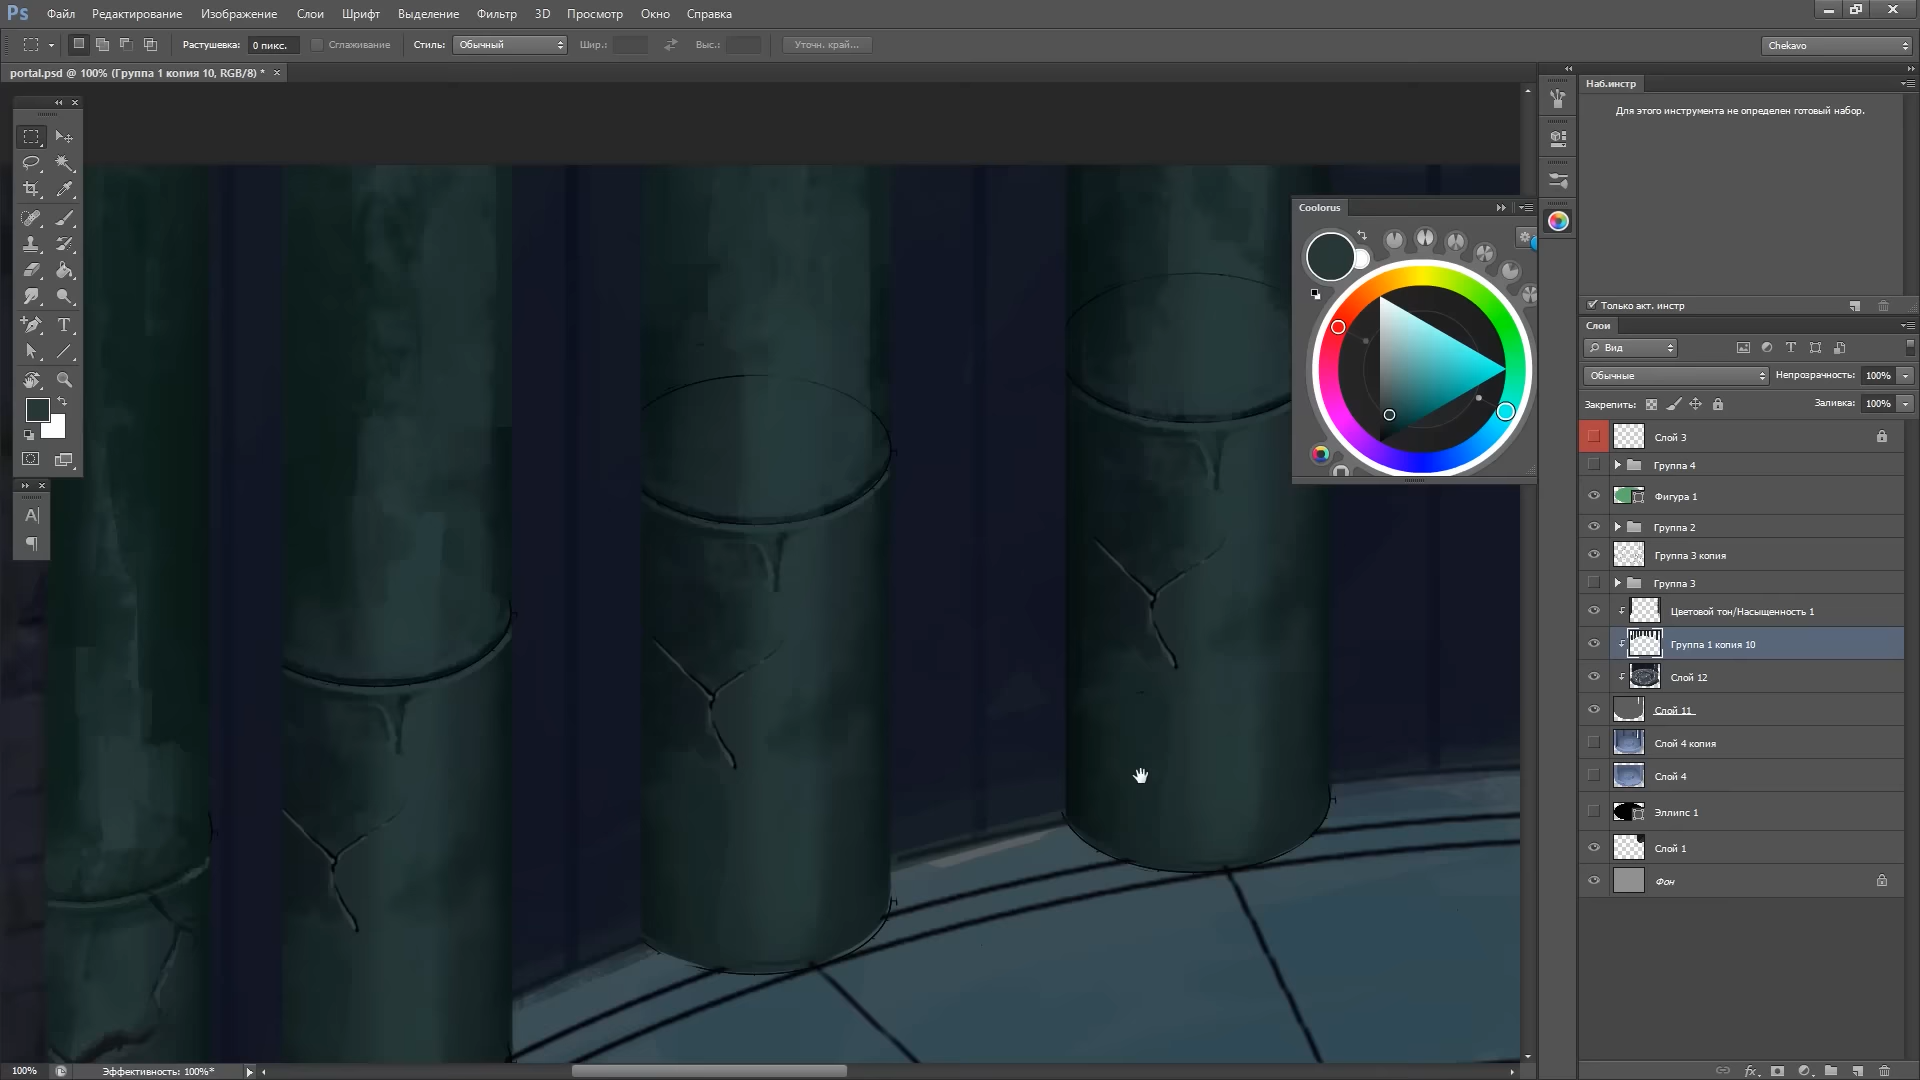 Ps Файл Редактирование Изображение Слои Шрифт Выделение Фильтр 3D Просмотр Окно Справка
Растушевка: 0 пикс. Сглаживание Стиль: Обычный Шир.: Выс.: Уточн. край... Chekavo
portal.psd @ 100% (Группа 1 копия 10, RGB/8) *
Наб.инстр
Для этого инструмента не определен готовый набор.
Coolorus
Только акт. инстр
Слои
Вид
Обычные Непрозрачность: 100%
Закрепить: Заливка: 100%
Слой 3
Группа 4
Фигура 1
Группа 2
Группа 3 копия
Группа 3
Цветовой тон/Насыщенность 1
Группа 1 копия 10
Слой 12
Слой 11
Слой 4 копия
Слой 4
Эллипс 1
Слой 1
Фон
100% Эффективность: 100%*